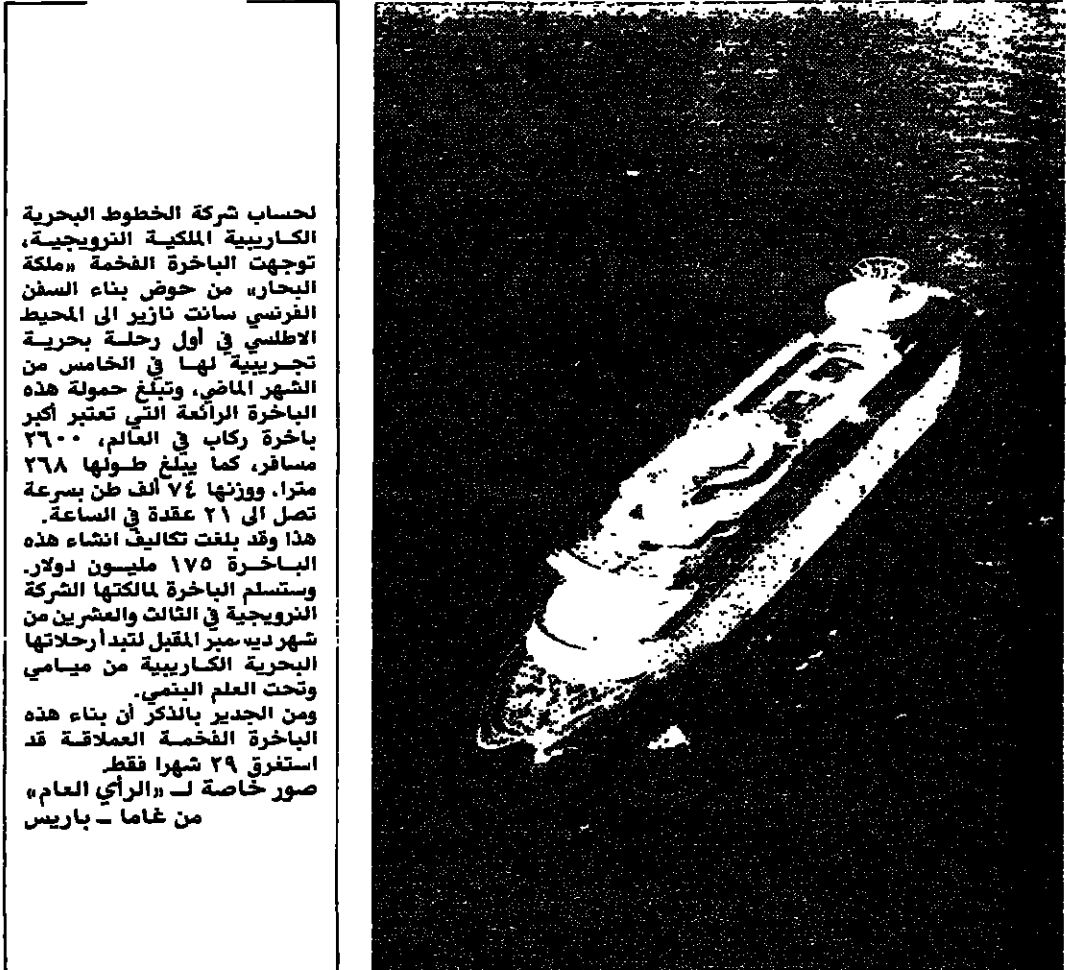 لحساب شركة الخطوط البحرية
الكاريبية الملكية النرويجية،
توجهت الباخرة الفخمة «ملكة
البحار» من حوض بناء السفن
الفرنسي سانت نازير الى المحيط
الاطلسي في أول رحلة بحرية
تجريبية لها في الخامس من
الشهر الماضي، وتبلغ حمولة هذه
الباخرة الرائعة التي تعتبر أكبر
باخرة ركاب في العالم، ٢٦٠٠
مسافر، كما يبلغ طولها ٢٦٨
مترا، ووزنها ٧٤ ألف طن بسرعة
تصل الى ٢١ عقدة في الساعة.
هذا وقد بلغت تكاليف انشاء هذه
الباخرة ١٧٥ مليون دولار.
وستسلم الباخرة لمالكتها الشركة
النرويجية في الثالث والعشرين من
شهر ديسمبر المقبل لتبدأ رحلاتها
البحرية الكاريبية من ميامي
وتحت العلم البنمي.
ومن الجدير بالذكر أن بناء هذه
الباخرة الفخمة العملاقة قد
استغرق ٢٩ شهرا فقط.
صور خاصة لـ «الرأي العام»
من غاما ــ باريس